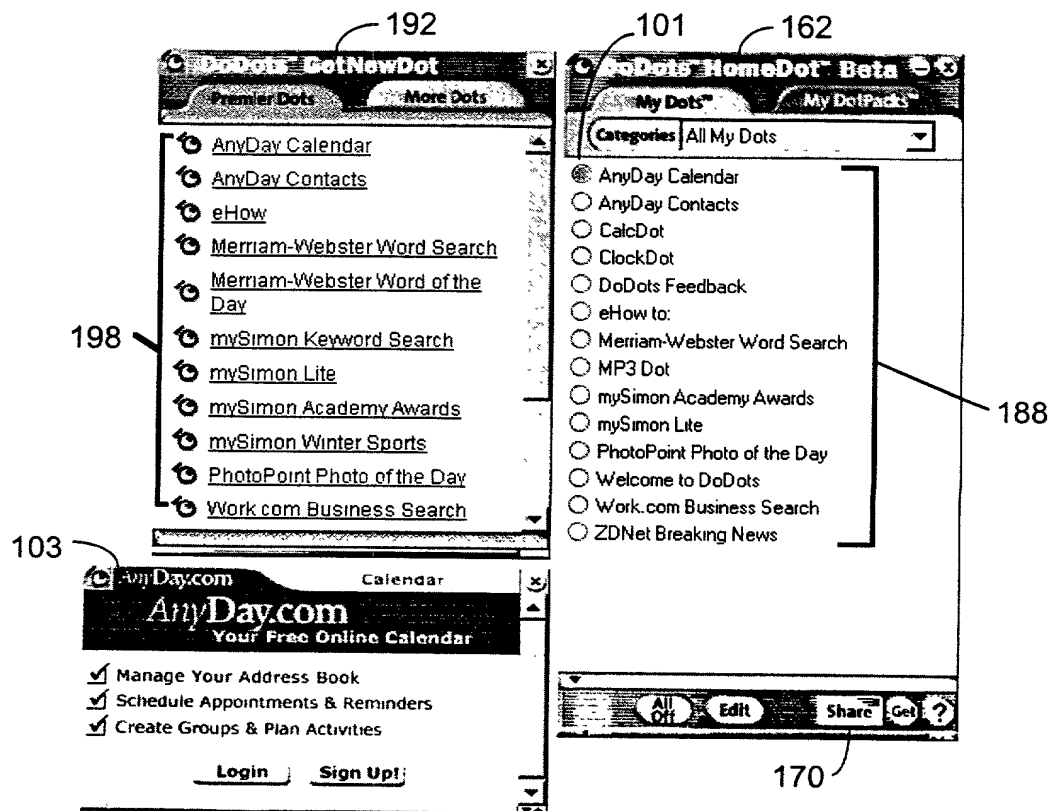 192
101
162
DoDots™ GetNewDot
Premier Dots
More Dots
AnyDay Calendar
AnyDay Contacts
eHow
Merriam-Webster Word Search
Merriam-Webster Word of the
Day
mySimon Keyword Search
mySimon Lite
mySimon Academy Awards
mySimon Winter Sports
PhotoPoint Photo of the Day
Work.com Business Search
198
DoDots™ HomeDot™ Beta
My Dots™
My DotPacks™
Categories
All My Dots
AnyDay Calendar
AnyDay Contacts
CalcDot
ClockDot
DoDots Feedback
eHow to:
Merriam-Webster Word Search
MP3 Dot
mySimon Academy Awards
mySimon Lite
PhotoPoint Photo of the Day
Welcome to DoDots
Work.com Business Search
ZDNet Breaking News
188
All
Off
Edit
Share
Get
?
170
103
AnyDay.com
Calendar
AnyDay.com
Your Free Online Calendar
Manage Your Address Book
Schedule Appointments & Reminders
Create Groups & Plan Activities
Login
Sign Up!